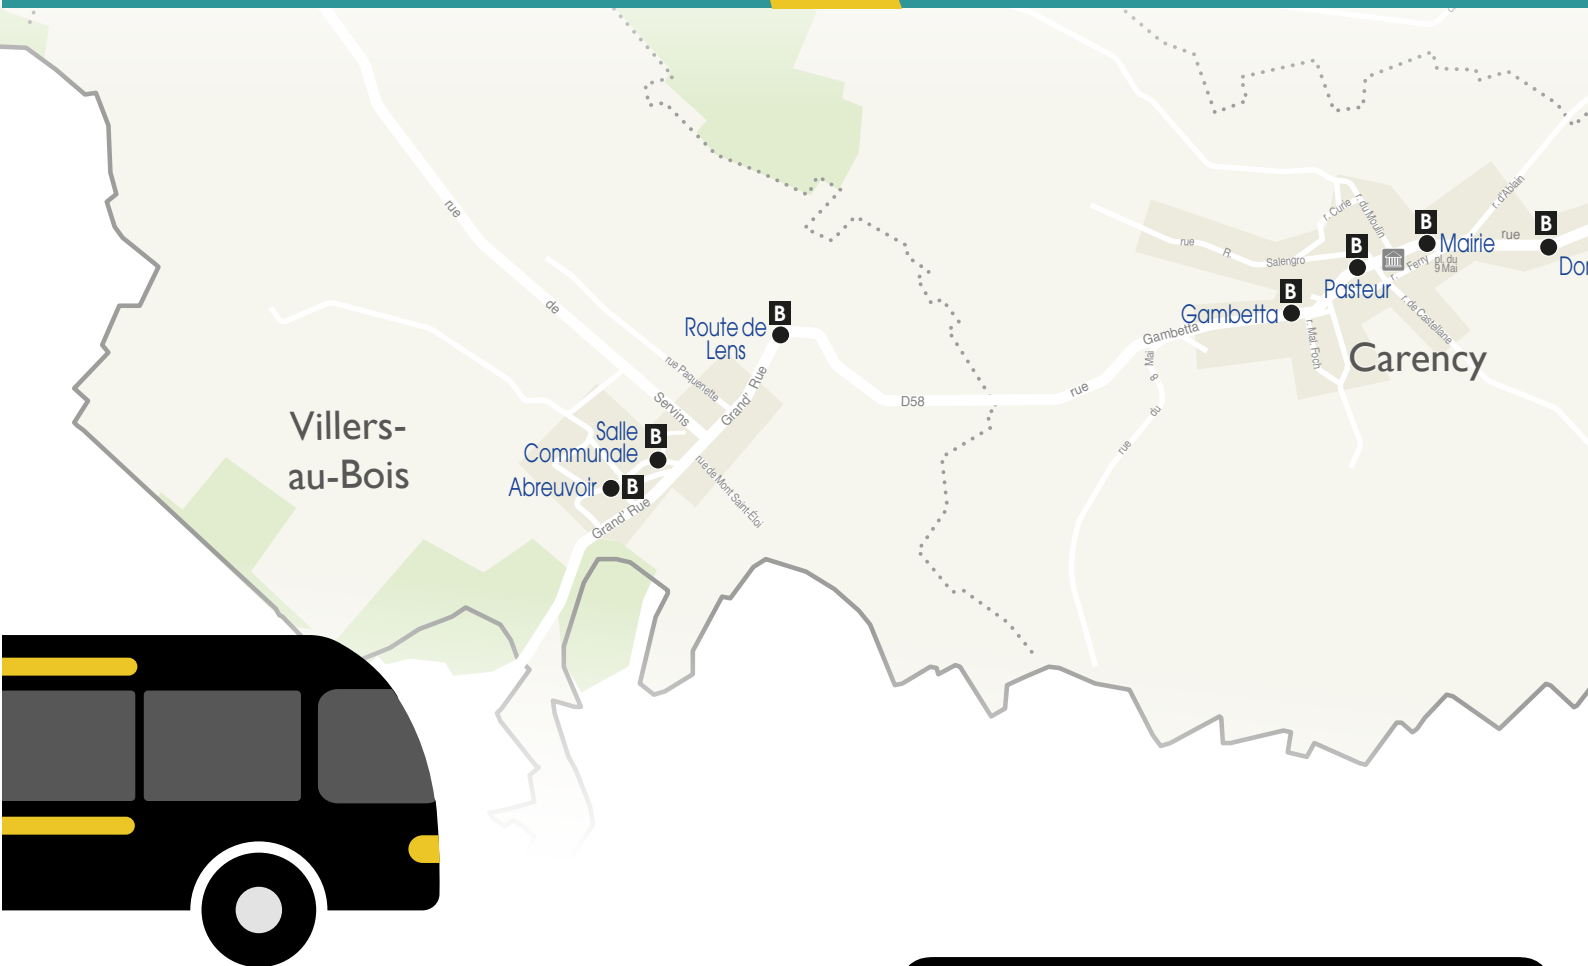 rue
de
Servins
rue Paquenette
Grand' Rue
Route de
Lens
B
Salle
Communale
B
Abreuvoir
B
Grand' Rue
rue de Mont Saint-Éloi
Villers-
au-Bois
D58
rue
Gambetta
rue
du
8
Mai
Gambetta
B
r. Mal. Foch
Pasteur
B
Carency
rue
R.
Salengro
r. Curie
r. du Moulin
r.
Ferry
pl. du
9 Mai
r. de Castellane
B
Mairie
rue
r. d'Ablain
B